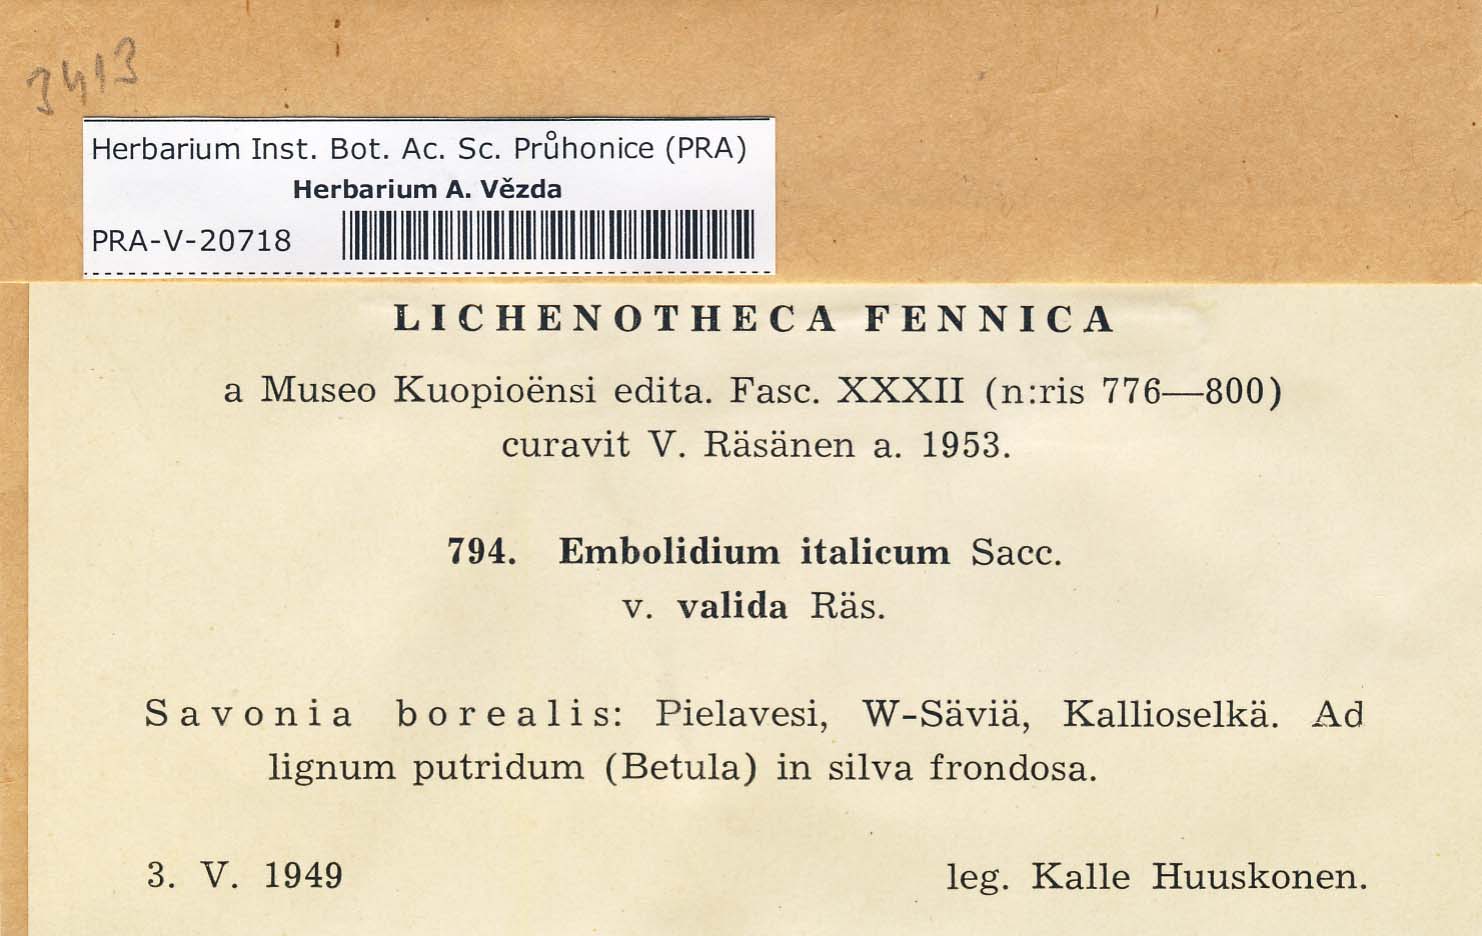 3413
Herbarium Inst. Bot. Ac. Sc. Průhonice (PRA)
Herbarium A. Vězda
PRA-V-20718
LICHENOTHECA FENNICA
a Museo Kuopioënsi edita. Fasc. XXXII (n:ris 776—800)
curavit V. Räsänen a. 1953.
794. Embolidium italicum Sacc.
v. valida Räs.
Savonia borealis: Pielavesi, W-Säviä, Kallioselkä. Ad
lignum putridum (Betula) in silva frondosa.
3. V. 1949 leg. Kalle Huuskonen.